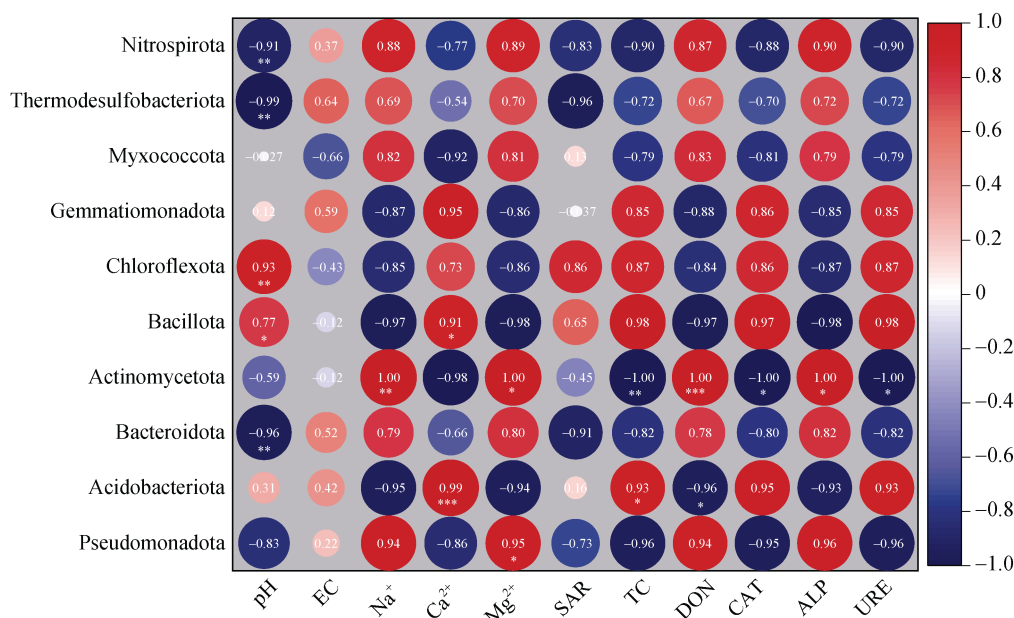 Nitrospirota −0.91 0.37 0.88 −0.77 0.89 −0.83 −0.90 0.87 −0.88 0.90 −0.90
**
Thermodesulfobacteriota −0.99 0.64 0.69 −0.54 0.70 −0.96 −0.72 0.67 −0.70 0.72 −0.72
**
Myxococcota −0.66 0.82 −0.92 0.81 0.13 −0.79 0.83 −0.81 0.79 −0.79
Gemmatiomonadota 0.12 0.59 −0.87 0.95 −0.86 0.85 −0.88 0.86 −0.85 0.85
Chloroflexota 0.93 −0.43 −0.85 0.73 −0.86 0.86 0.87 −0.84 0.86 −0.87 0.87
**
Bacillota 0.77 −0.12 −0.97 0.91 −0.98 0.65 0.98 −0.97 0.97 −0.98 0.98
* *
Actinomycetota −0.59 −0.12 1.00 −0.98 1.00 −0.45 −1.00 1.00 −1.00 1.00 −1.00
** * ** *** * * *
Bacteroidota −0.96 0.52 0.79 −0.66 0.80 −0.91 −0.82 0.78 −0.80 0.82 −0.82
**
Acidobacteriota 0.31 0.42 −0.95 0.99 −0.94 0.16 0.93 −0.96 0.95 −0.93 0.93
*** * *
Pseudomonadota −0.83 0.22 0.94 −0.86 0.95 −0.73 −0.96 0.94 −0.95 0.96 −0.96
*
pH EC Na⁺ Ca²⁺ Mg²⁺ SAR TC DON CAT ALP URE
1.0
0.8
0.6
0.4
0.2
0
−0.2
−0.4
−0.6
−0.8
−1.0